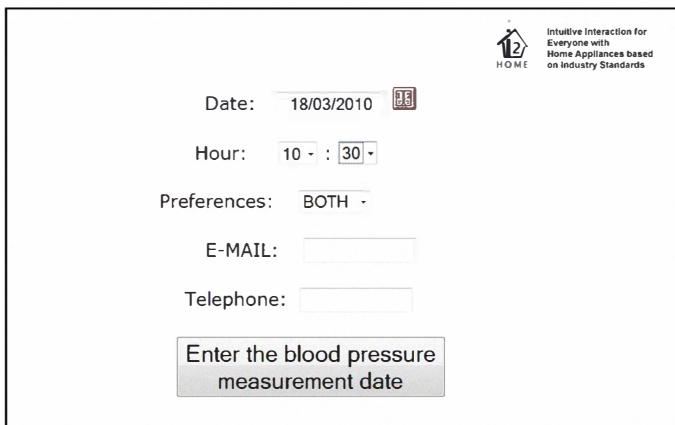 Intuitive Interaction for
Everyone with
Home Appliances based
on Industry Standards
12
HOME
Date: 18/03/2010
Hour: 10 : 30
Preferences: BOTH
E-MAIL:
Telephone:
Enter the blood pressure
measurement date